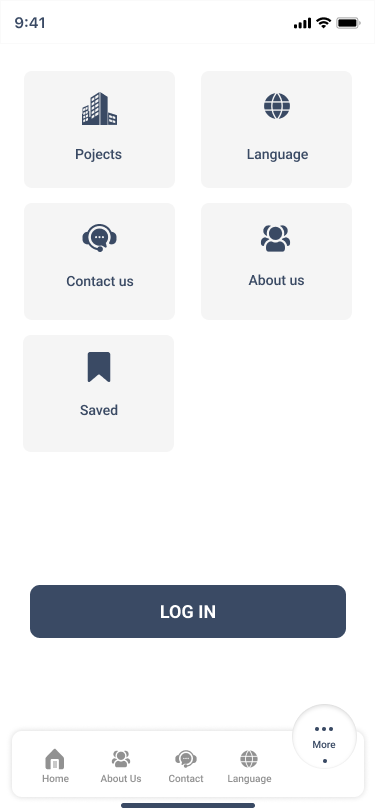 9:41
Pojects
Language
Contact us
About us
Saved
LOG IN
More
Home
About Us
Contact
Language